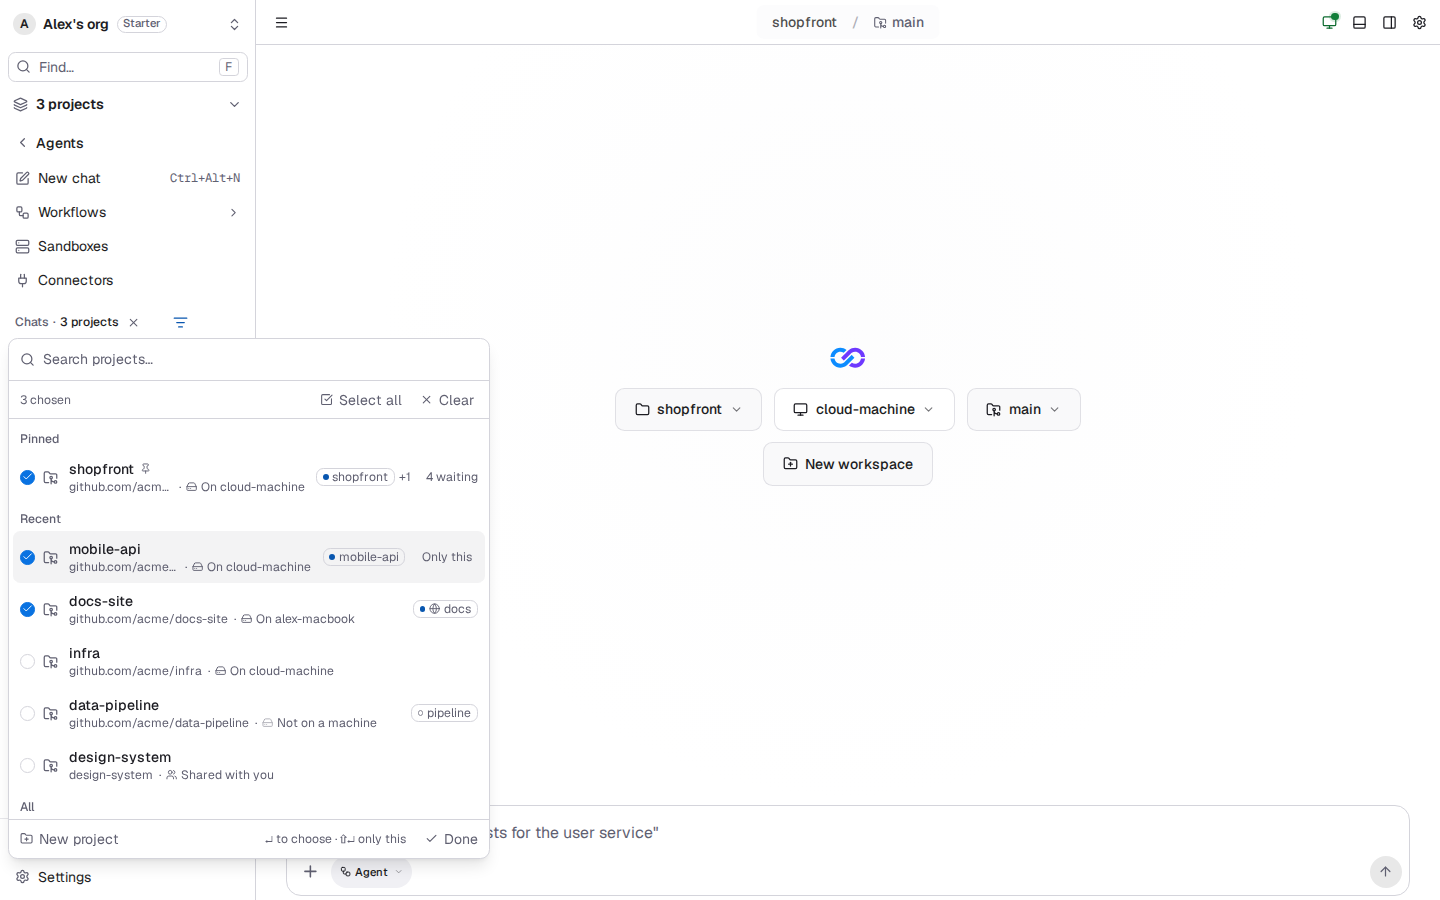 A Alex's org Starter
Find... F
3 projects
Agents
New chat Ctrl+Alt+N
Workflows
Sandboxes
Connectors
Chats · 3 projects
Search projects...
3 chosen Select all Clear
Pinned
shopfront
github.com/acm... · On cloud-machine shopfront +1 4 waiting
Recent
mobile-api
github.com/acme... · On cloud-machine mobile-api Only this
docs-site
github.com/acme/docs-site · On alex-macbook docs
infra
github.com/acme/infra · On cloud-machine
data-pipeline
github.com/acme/data-pipeline · Not on a machine pipeline
design-system
design-system · Shared with you
All
New project ↵ to choose · ⇧↵ only this Done
Settings
shopfront / main
shopfront cloud-machine main
New workspace
sts for the user service"
Agent